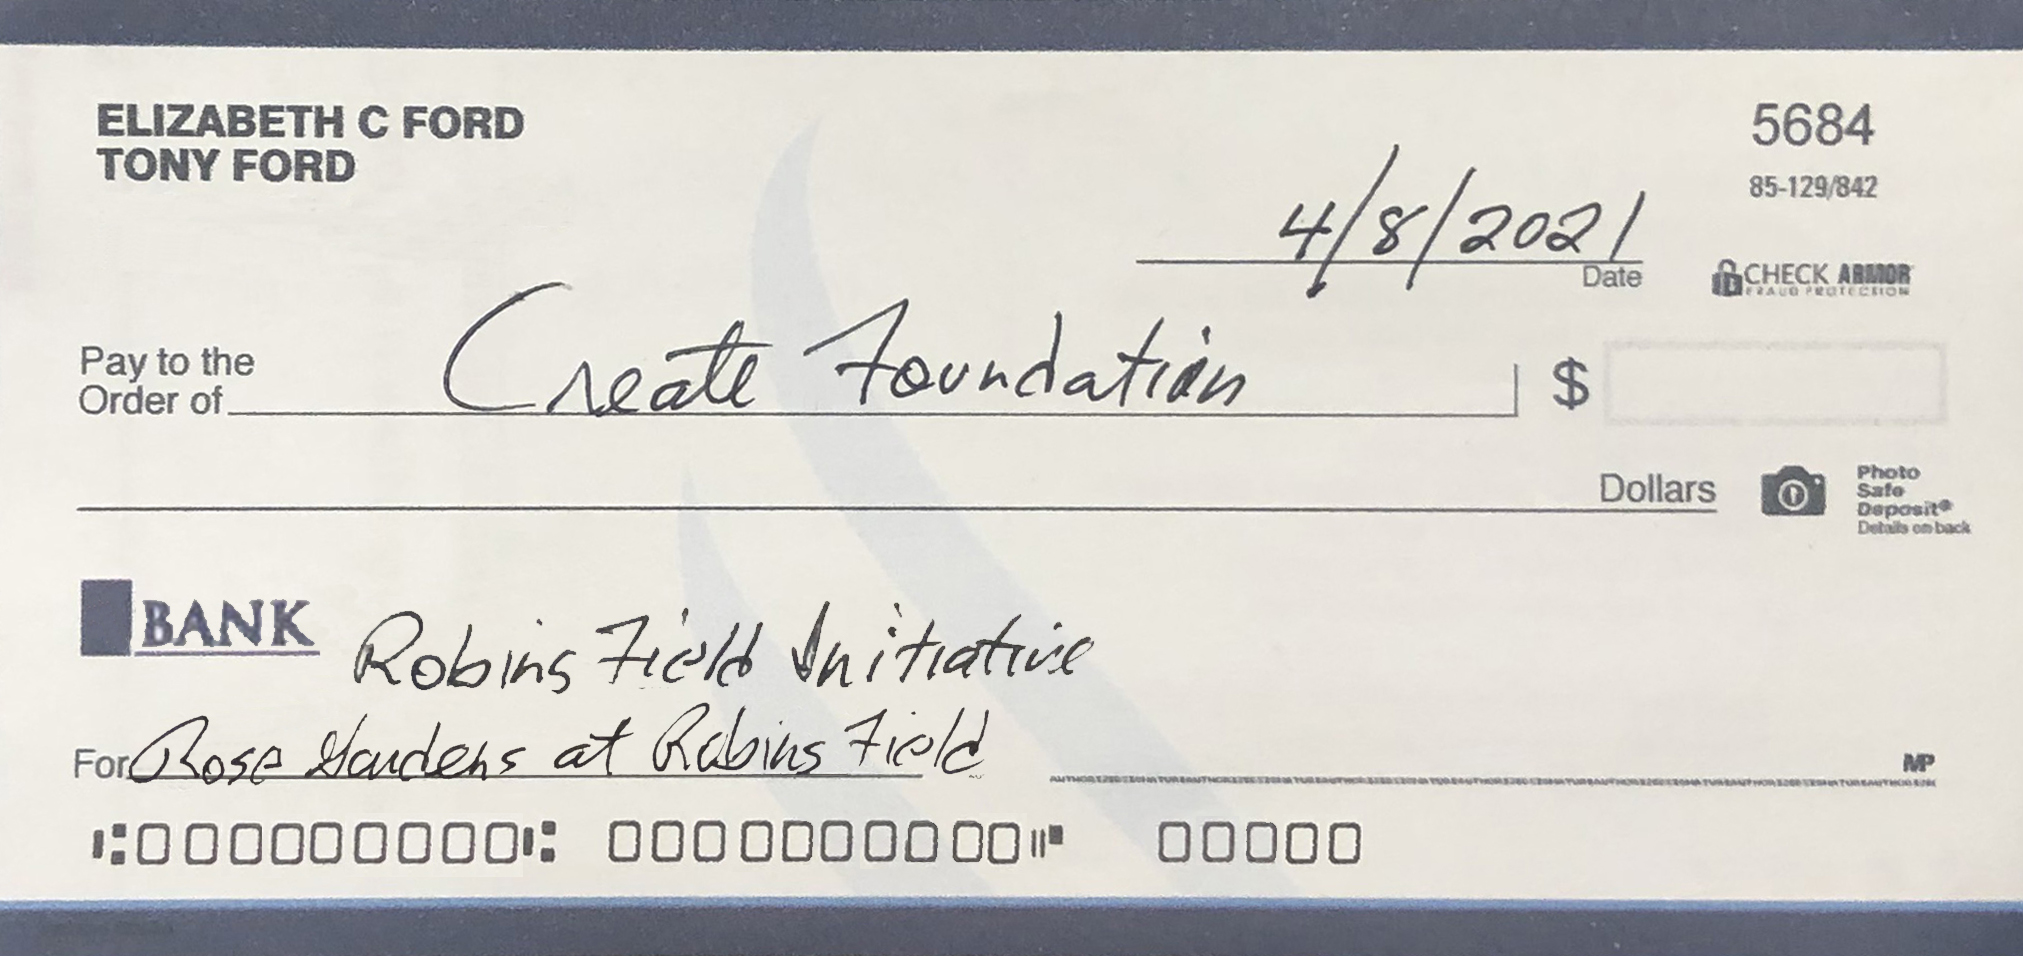 ELIZABETH C FORD
TONY FORD
5684
85-129/842
4/8/2021
Date
CHECK ARMOR
FRAUD PROTECTION
Pay to the
Order of
Create Foundation
$
Dollars
Photo
Safe
Deposit®
Details on back
BANK
Robins Field Initiative
For Rose Gardens at Robins Field
MP
⑆000000000⑆ 0000000000⑈ 00000